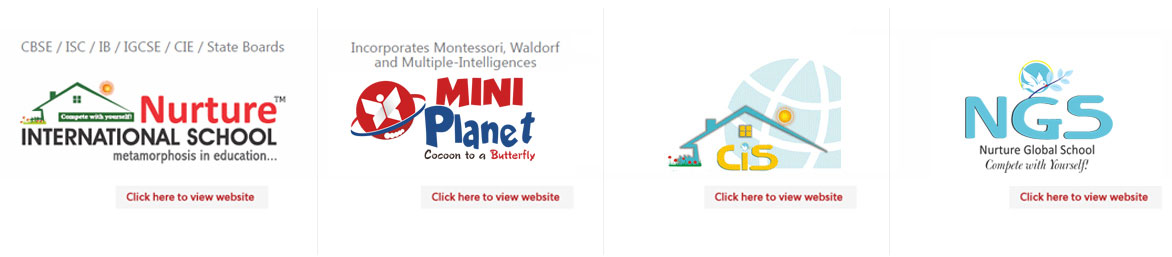 CBSE / ISC / IB / IGCSE / CIE / State Boards
Compete with yourself!
Nurture™
INTERNATIONAL SCHOOL
metamorphosis in education...
Click here to view website
Incorporates Montessori, Waldorf
and Multiple-Intelligences
MINI
Planet
Cocoon to a Butterfly
Click here to view website
CiS
Click here to view website
NGS
Nurture Global School
Compete with Yourself!
Click here to view website